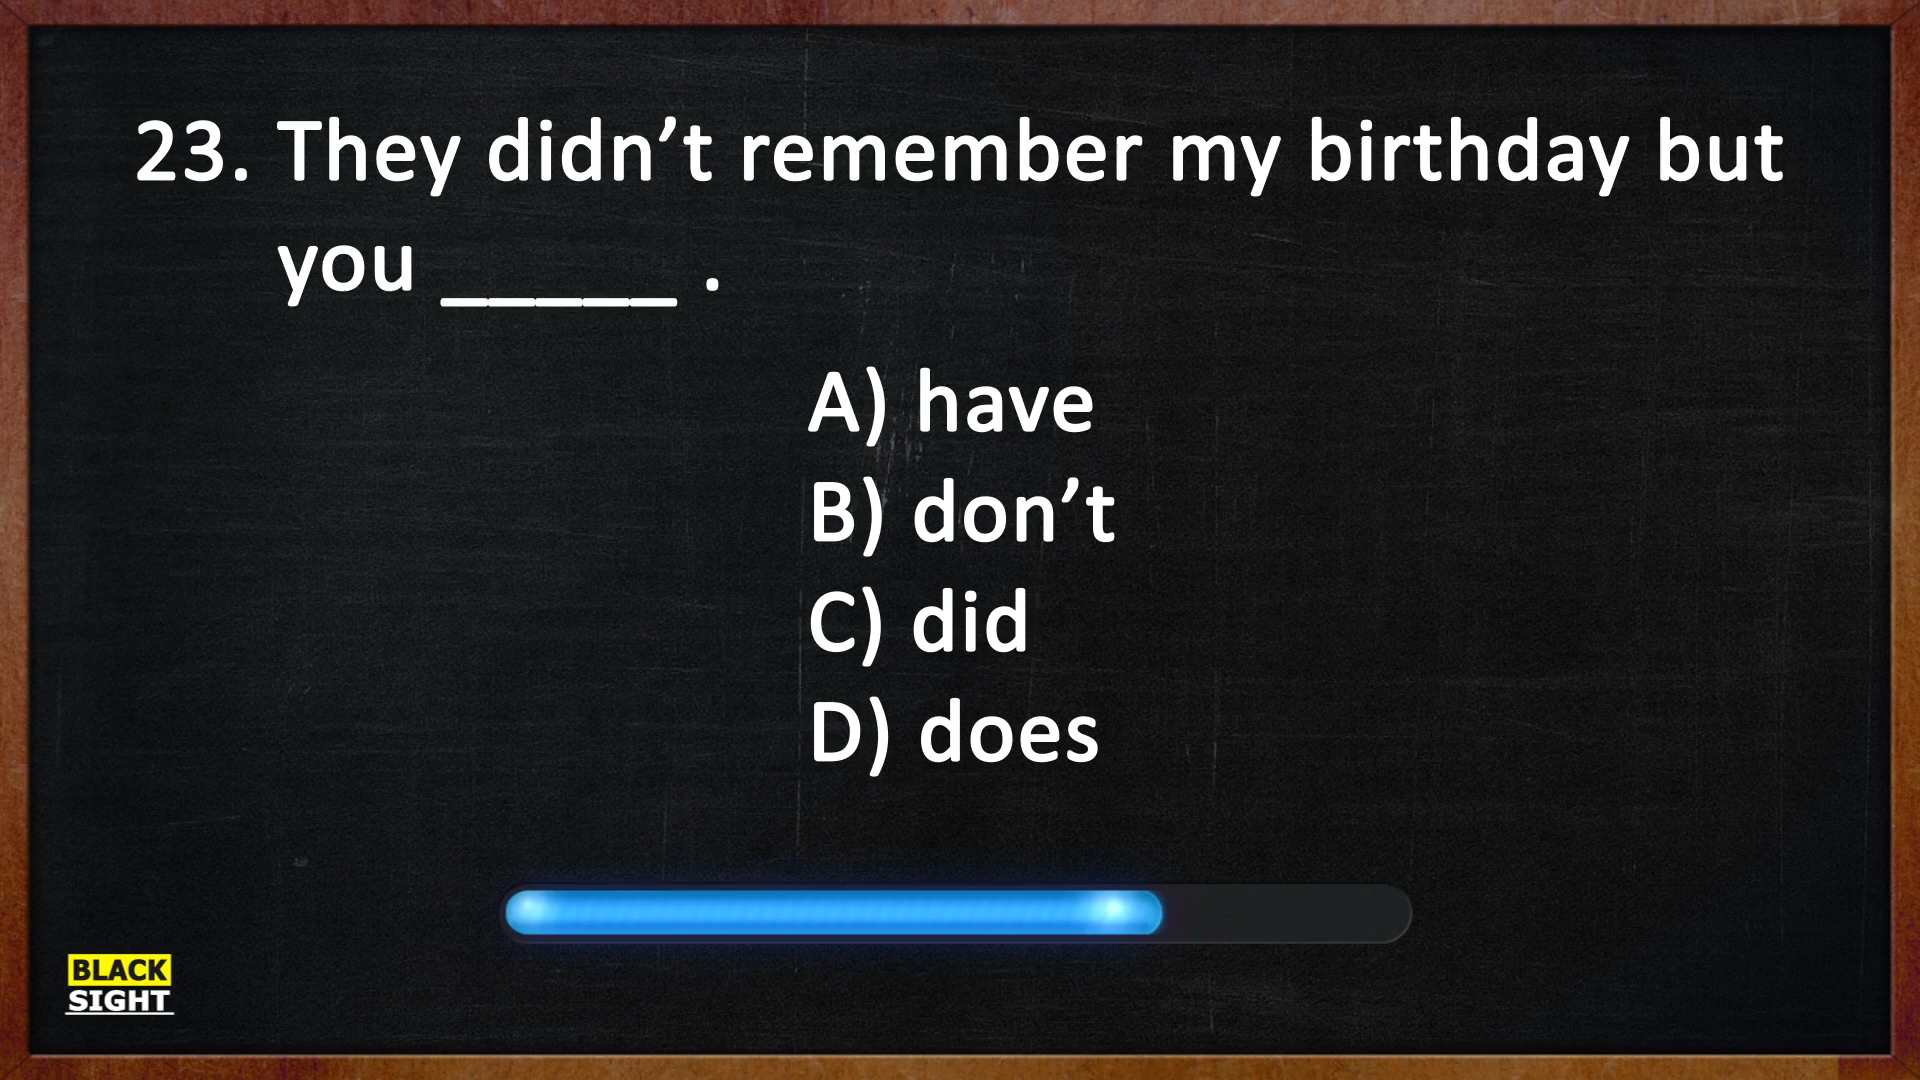 23. They didn’t remember my birthday but
you _____ .
A) have
B) don’t
C) did
D) does
BLACK
SIGHT